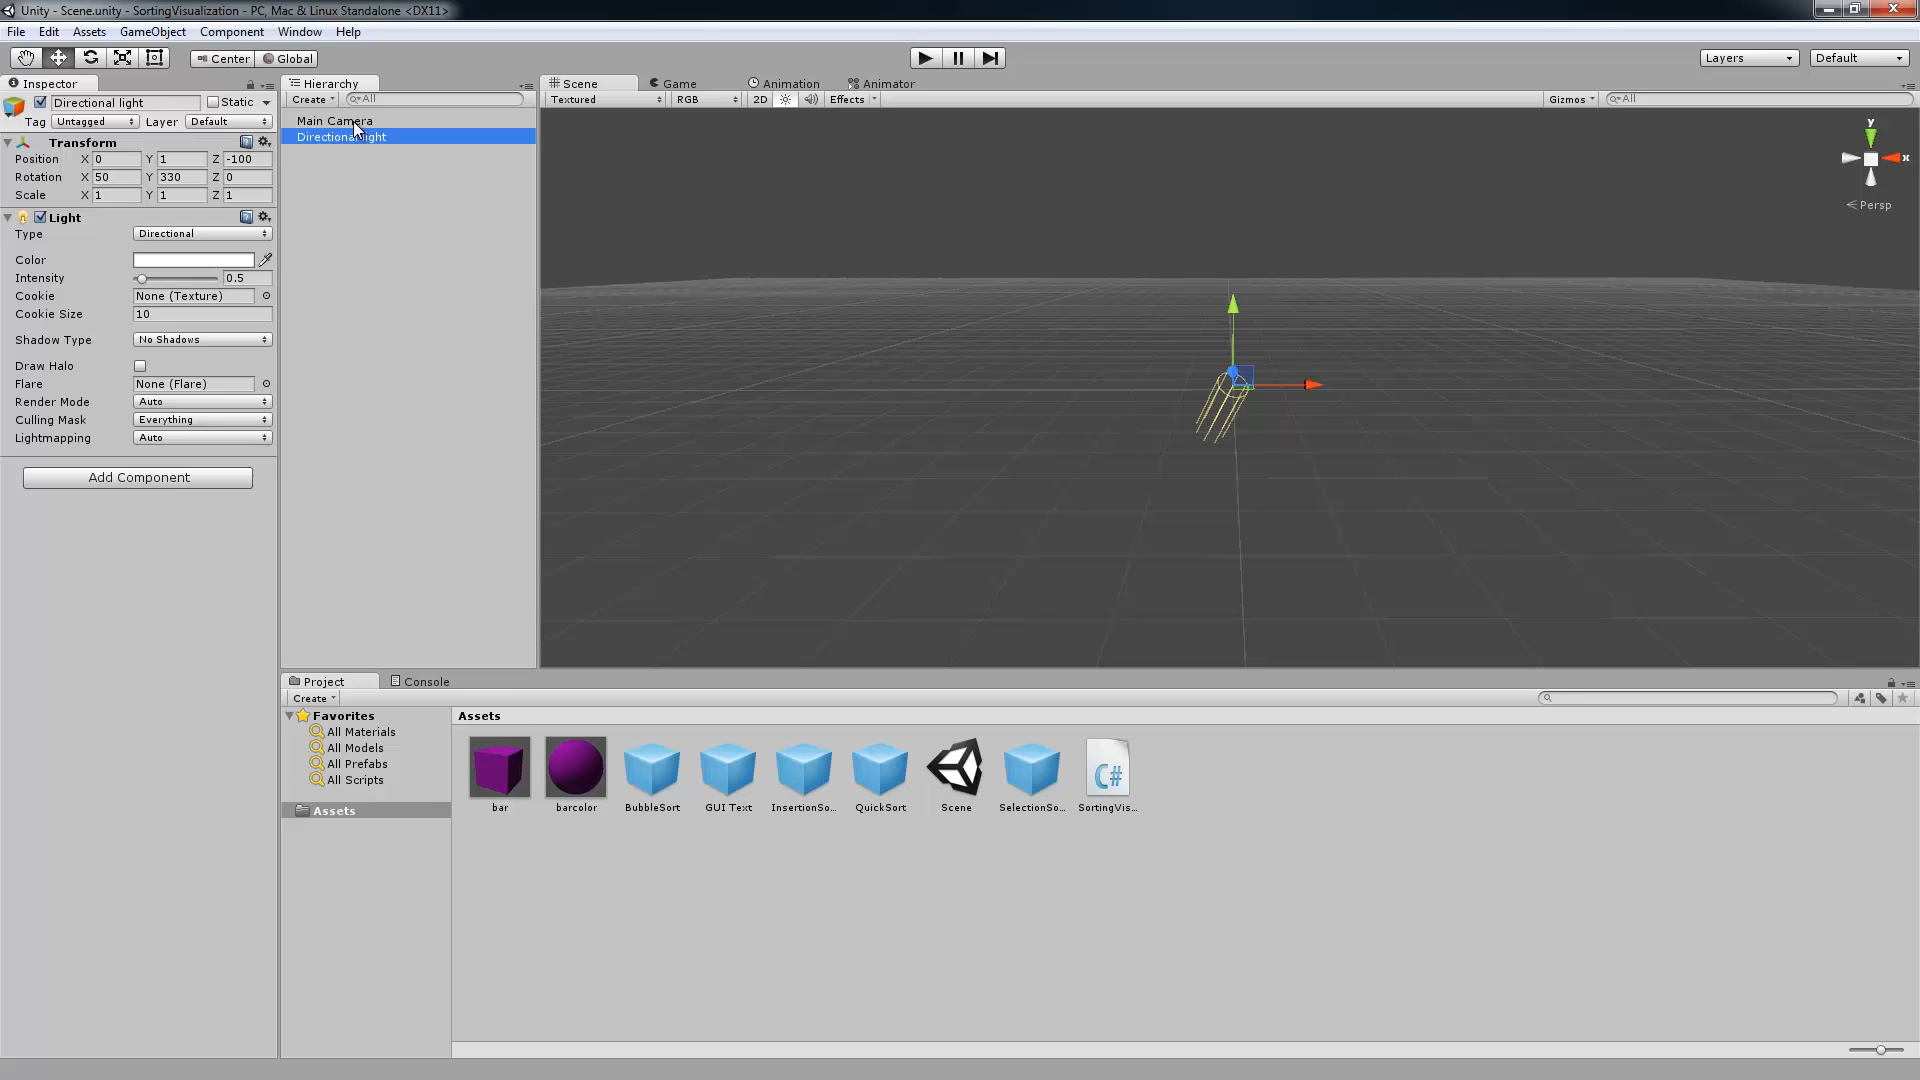 Unity - Scene.unity - SortingVisualization - PC, Mac & Linux Standalone <DX11>
File Edit Assets GameObject Component Window Help
Center Global Layers Default
Inspector
Directional light Static
Tag Untagged Layer Default
Transform
Position X 0 Y 1 Z -100
Rotation X 50 Y 330 Z 0
Scale X 1 Y 1 Z 1
Light
Type Directional
Color
Intensity 0.5
Cookie None (Texture)
Cookie Size 10
Shadow Type No Shadows
Draw Halo
Flare None (Flare)
Render Mode Auto
Culling Mask Everything
Lightmapping Auto
Add Component
Hierarchy
Create All
Main Camera
Directional light
Scene Game Animation Animator
Textured RGB 2D Effects Gizmos All
y
x
Persp
Project Console
Create
Favorites
All Materials
All Models
All Prefabs
All Scripts
Assets
Assets
bar barcolor BubbleSort GUI Text InsertionSo... QuickSort Scene SelectionSo... SortingVis...
C#